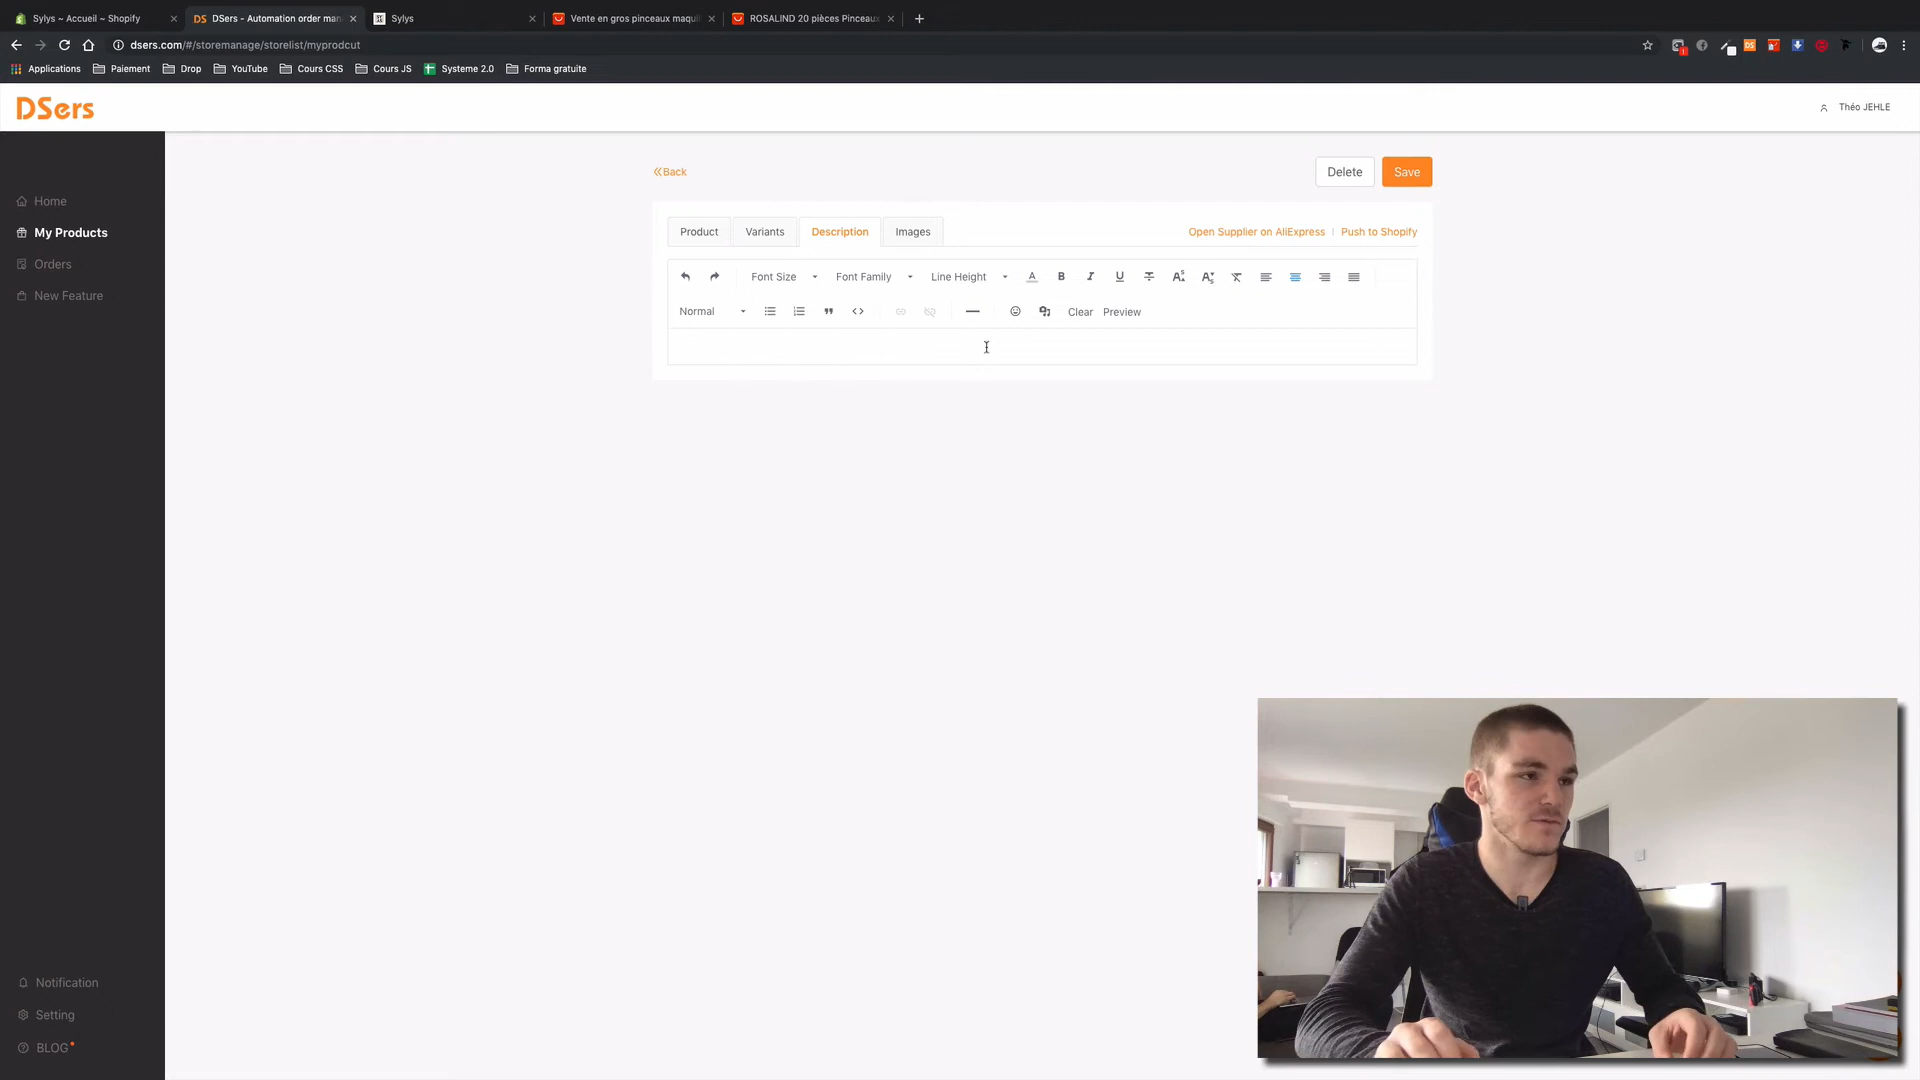 Sylys ~ Accueil ~ Shopify
DS DSers - Automation order man
Sylys
Vente en gros pinceaux maquil
ROSALIND 20 pièces Pinceaux
dsers.com/#/storemanage/storelist/myprodcut
Applications Paiement Drop YouTube Cours CSS Cours JS Systeme 2.0 Forma gratuite
DSers
Théo JEHLE
Home
My Products
Orders
New Feature
Notification
Setting
BLOG
Back
Delete
Save
Product
Variants
Description
Images
Open Supplier on AliExpress | Push to Shopify
Font Size Font Family Line Height A B I U
Normal Clear Preview